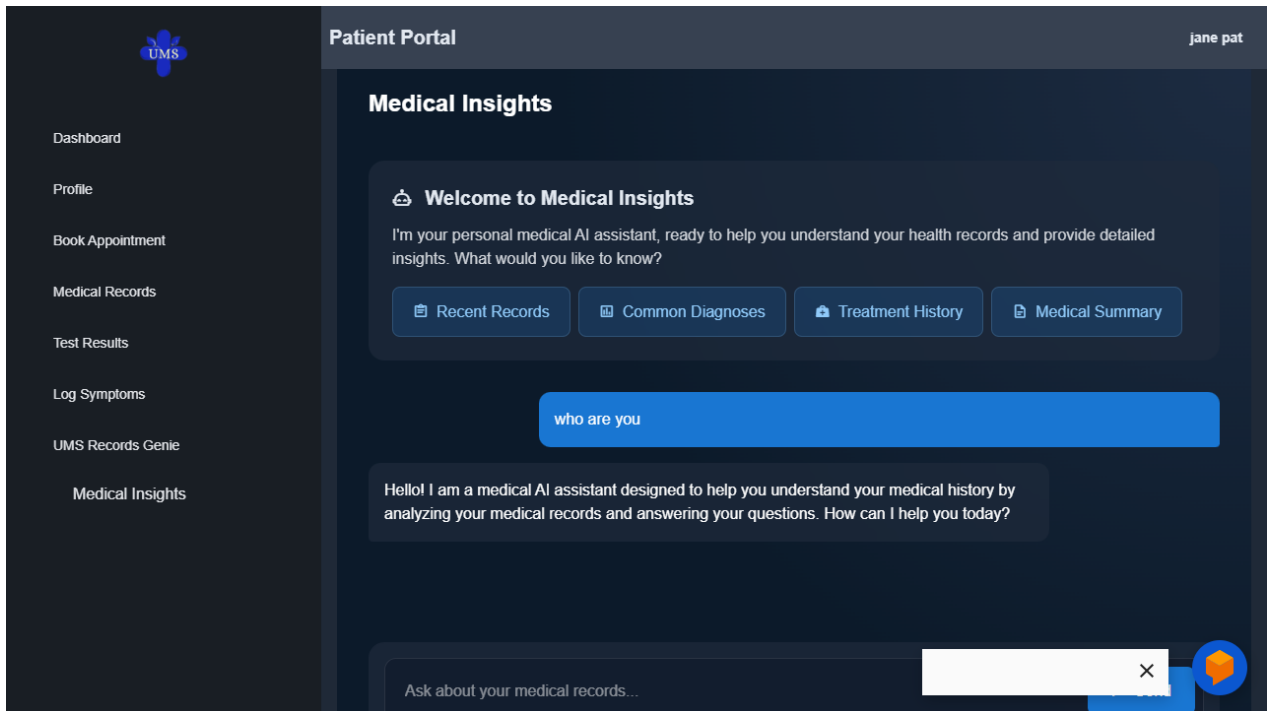 UMS
Patient Portal
jane pat
Dashboard
Profile
Book Appointment
Medical Records
Test Results
Log Symptoms
UMS Records Genie
Medical Insights
Medical Insights
Welcome to Medical Insights
I'm your personal medical AI assistant, ready to help you understand your health records and provide detailed
insights. What would you like to know?
Recent Records
Common Diagnoses
Treatment History
Medical Summary
who are you
Hello! I am a medical AI assistant designed to help you understand your medical history by
analyzing your medical records and answering your questions. How can I help you today?
Ask about your medical records...